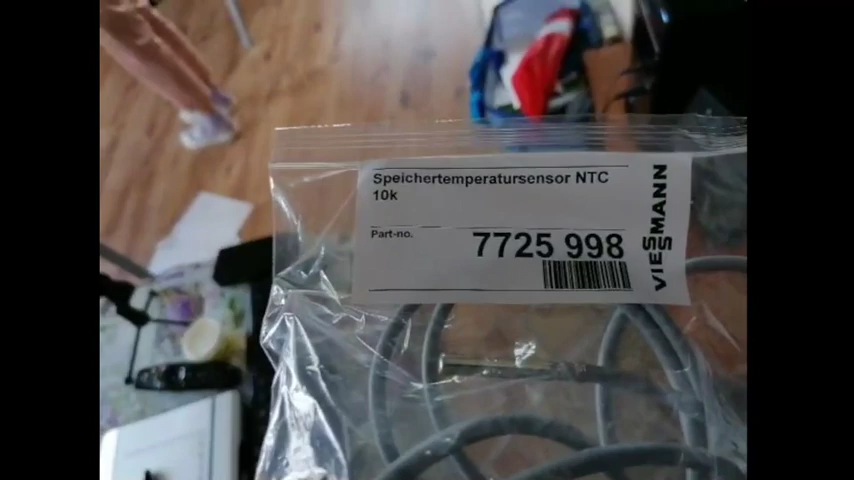 Speichertemperatursensor NTC
10k
Part-no.
7725 998
VIESSMANN